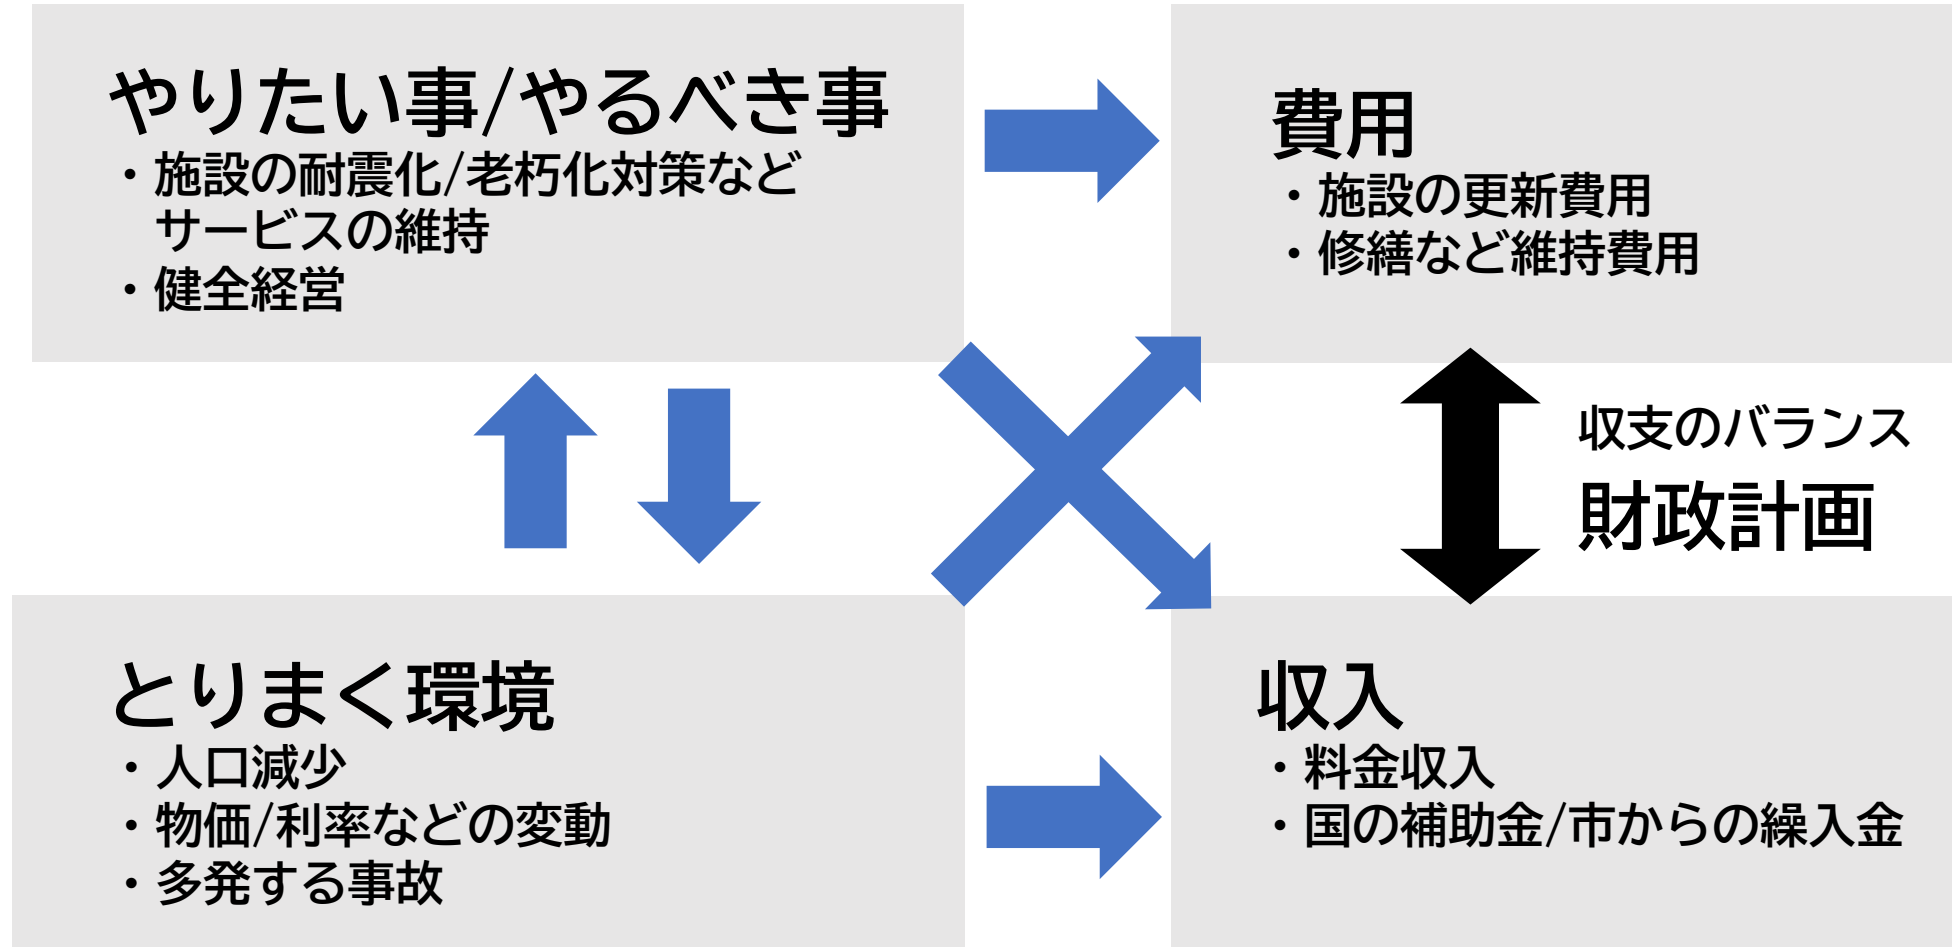 やりたい事/やるべき事
・施設の耐震化/老朽化対策など
サービスの維持
・健全経営
費用
・施設の更新費用
・修繕など維持費用
収支のバランス
財政計画
とりまく環境
・人口減少
・物価/利率などの変動
・多発する事故
収入
・料金収入
・国の補助金/市からの繰入金